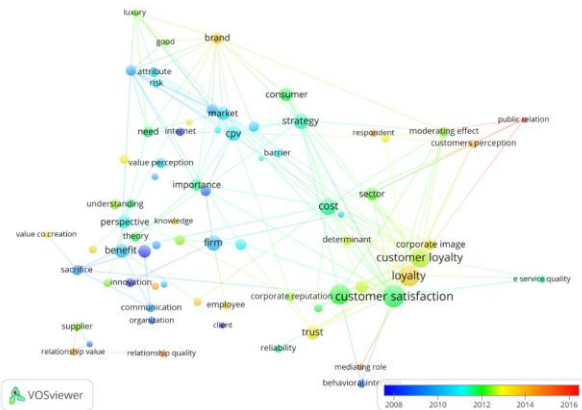 luxury
good
brand
attribute
risk
consumer
market
strategy
public relation
need
internet
cpv
respondent
moderating effect
customers perception
barrier
value perception
importance
sector
understanding
cost
perspective
knowledge
value co creation
theory
determinant
corporate image
benefit
firm
customer loyalty
sacrifice
loyalty
innovation
e service quality
corporate reputation
customer satisfaction
communication
employee
organization
client
supplier
trust
relationship value
relationship quality
reliability
mediating role
behavioral int
VOSviewer
2008 2010 2012 2014 2016